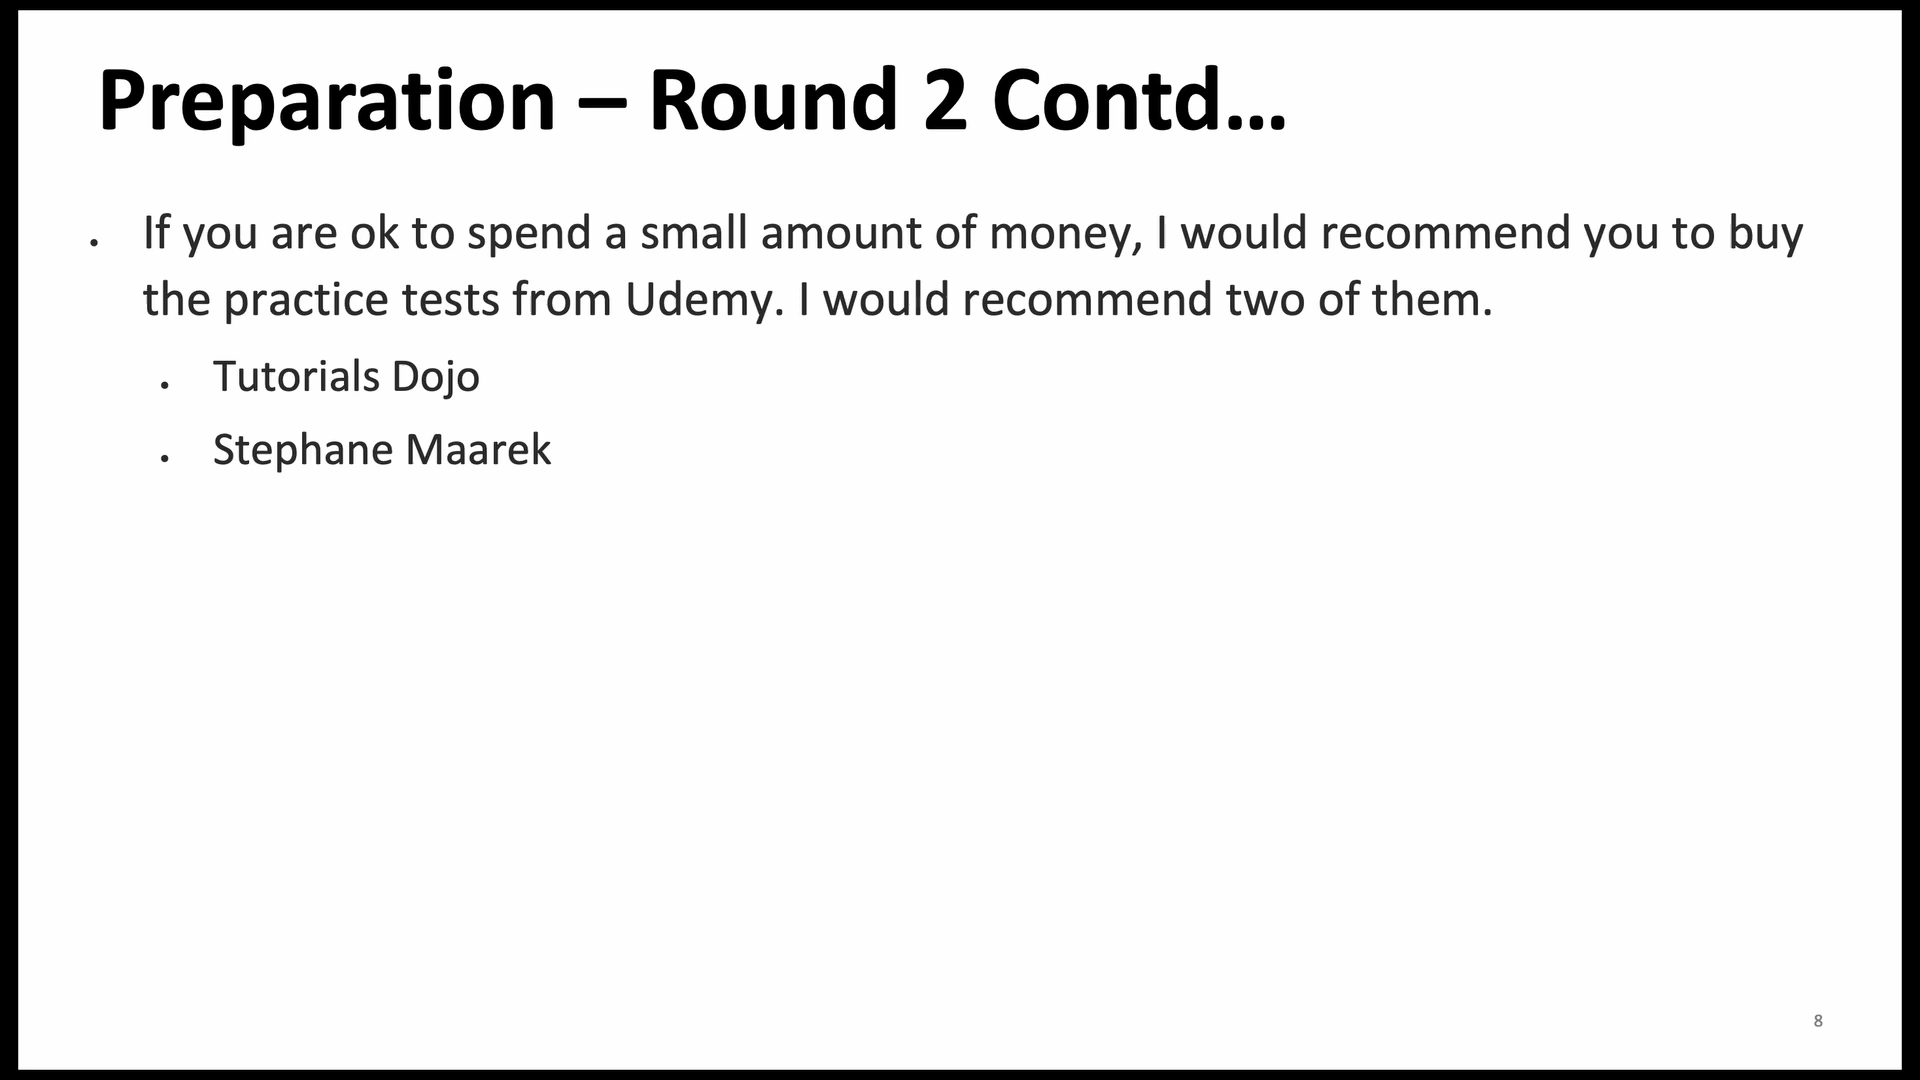 Preparation – Round 2 Contd...
• If you are ok to spend a small amount of money, I would recommend you to buy
the practice tests from Udemy. I would recommend two of them.
• Tutorials Dojo
• Stephane Maarek
8